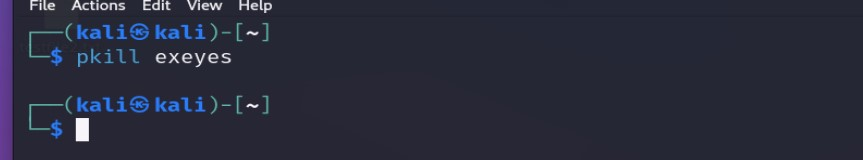 File Actions Edit View Help
┌──(kali㉿kali)-[~]
└─$ pkill exeyes
┌──(kali㉿kali)-[~]
└─$